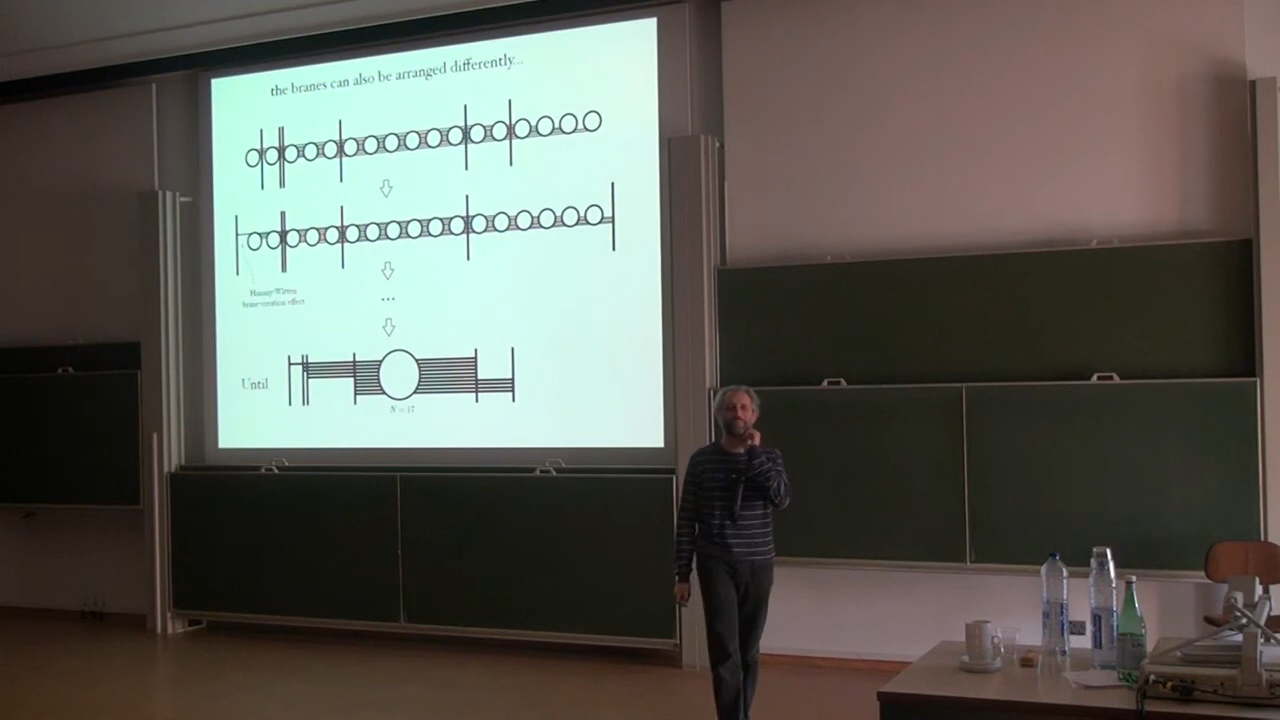 the branes can also be arranged differently...
Hanany-Witten
brane-creation effect
...
Until
N = 17